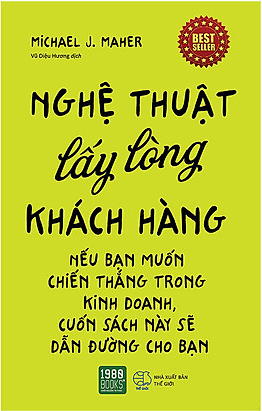 MICHAEL J. MAHER
Vũ Diệu Hương dịch
BEST
SELLER
NGHỆ THUẬT
lấy lòng
KHÁCH HÀNG
NẾU BẠN MUỐN
CHIẾN THẮNG TRONG
KINH DOANH,
CUỐN SÁCH NÀY SẼ
DẪN ĐƯỜNG CHO BẠN
1980
BOOKS
NHÀ XUẤT BẢN
THẾ GIỚI